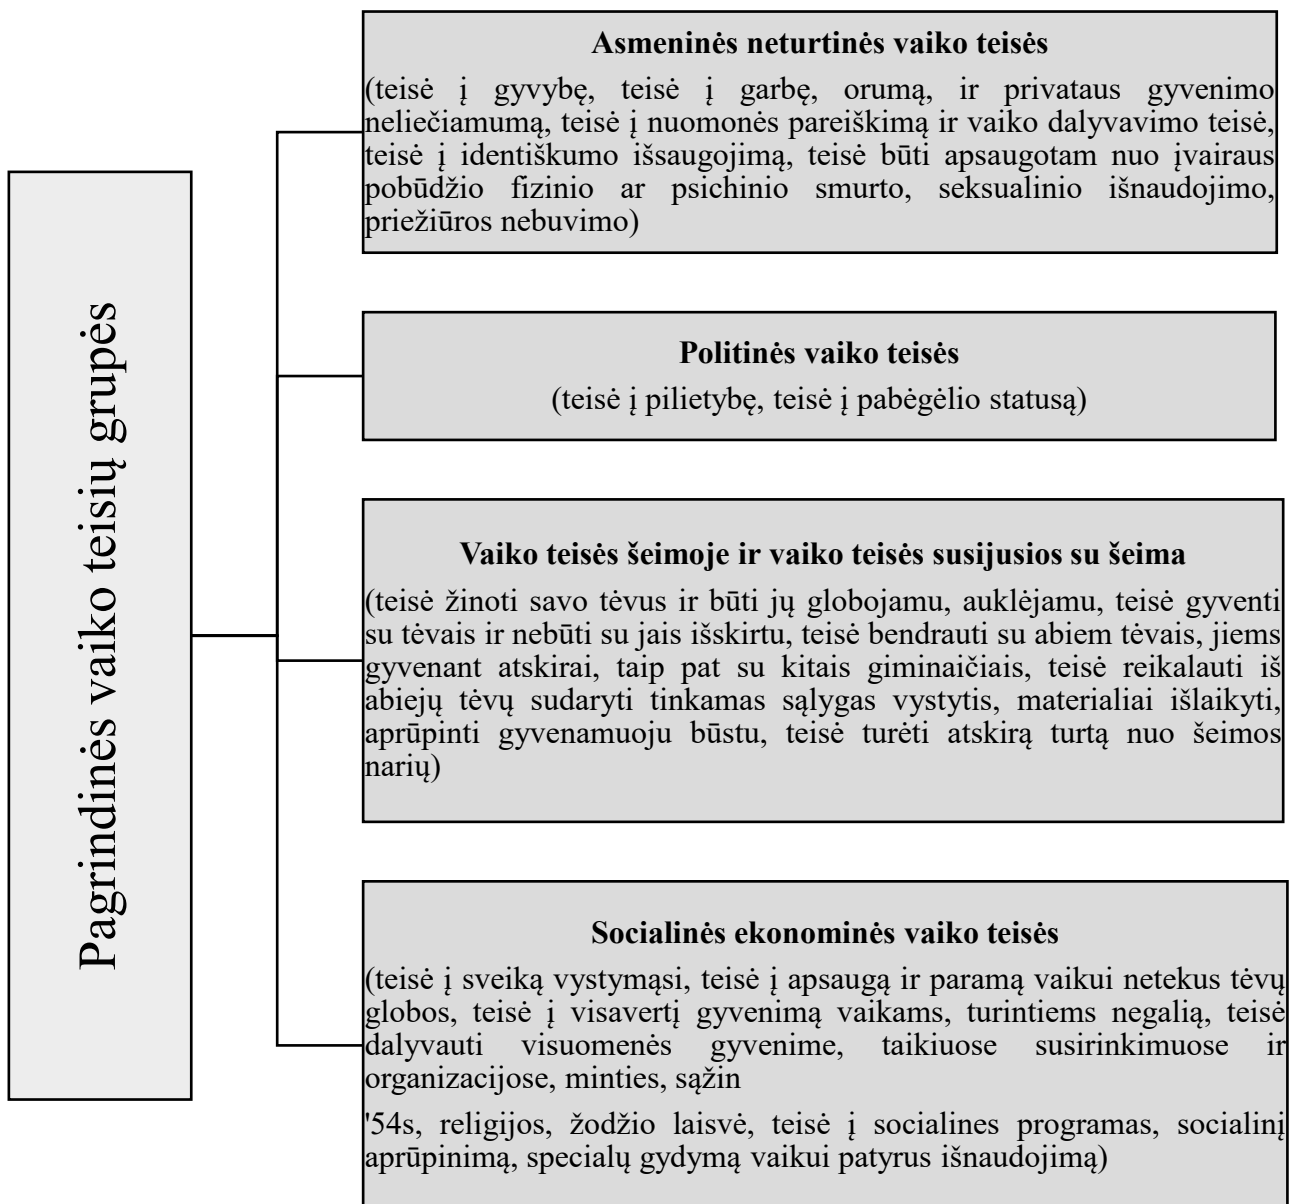 Pagrindinės vaiko teisių grupės
Asmeninės neturtinės vaiko teisės
(teisė į gyvybę, teisė į garbę, orumą, ir privataus gyvenimo
neliečiamumą, teisė į nuomonės pareiškimą ir vaiko dalyvavimo teisė,
teisė į identiškumo išsaugojimą, teisė būti apsaugotam nuo įvairaus
pobūdžio fizinio ar psichinio smurto, seksualinio išnaudojimo,
priežiūros nebuvimo)
Politinės vaiko teisės
(teisė į pilietybę, teisė į pabėgėlio statusą)
Vaiko teisės šeimoje ir vaiko teisės susijusios su šeima
(teisė žinoti savo tėvus ir būti jų globojamu, auklėjamu, teisė gyventi
su tėvais ir nebūti su jais išskirtu, teisė bendrauti su abiem tėvais, jiems
gyvenant atskirai, taip pat su kitais giminaičiais, teisė reikalauti iš
abiejų tėvų sudaryti tinkamas sąlygas vystytis, materialiai išlaikyti,
aprūpinti gyvenamuoju būstu, teisė turėti atskirą turtą nuo šeimos
narių)
Socialinės ekonominės vaiko teisės
(teisė į sveiką vystymąsi, teisė į apsaugą ir paramą vaikui netekus tėvų
globos, teisė į visavertį gyvenimą vaikams, turintiems negalią, teisė
dalyvauti visuomenės gyvenime, taikiuose susirinkimuose ir
organizacijose, minties, sąžin
'54s, religijos, žodžio laisvė, teisė į socialines programas, socialinį
aprūpinimą, specialų gydymą vaikui patyrus išnaudojimą)